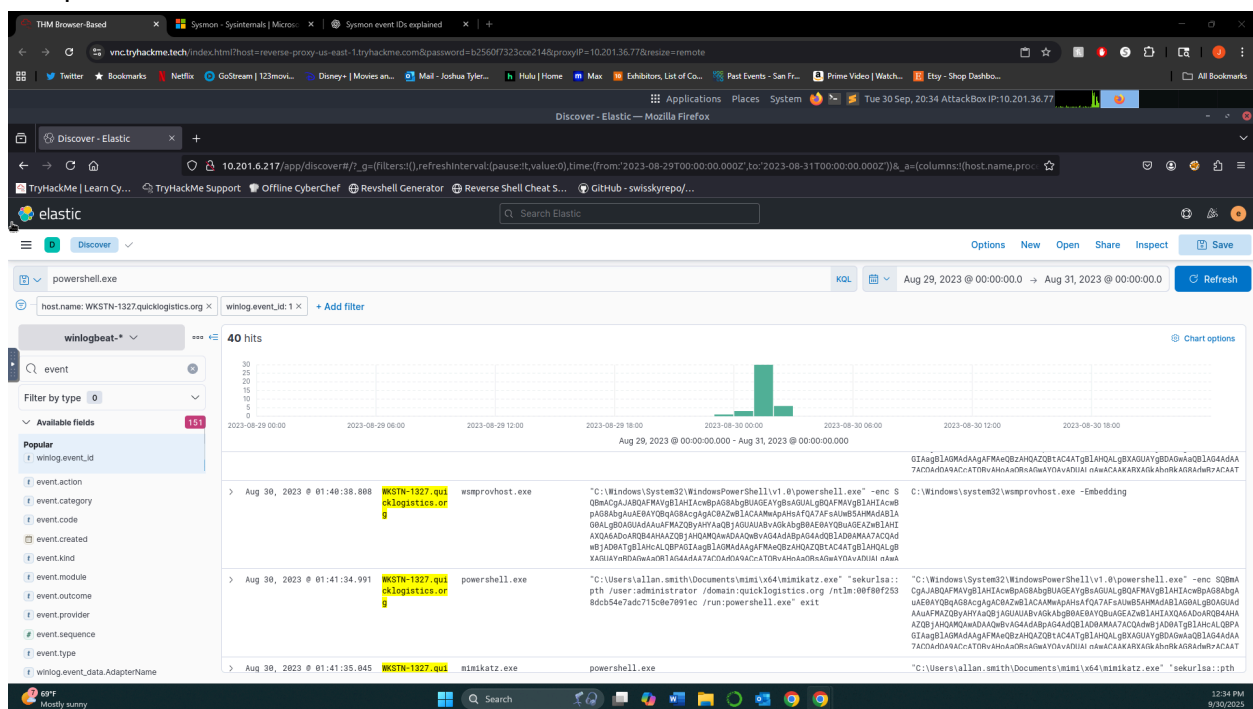 THM Browser-Based
Sysmon - Sysinternals | Microsc
Sysmon event IDs explained
vnc.tryhackme.tech/index.html?host=reverse-proxy-us-east-1.tryhackme.com&password=b2560f7323cce214&proxyIP=10.201.36.77&resize=remote
Twitter Bookmarks Netflix GoStream | 123movi... Disney+ | Movies an... Mail - Joshua Tyler... Hulu | Home Max Exhibitors, List of Co... Past Events - San Fr... Prime Video | Watch... Etsy - Shop Dashbo... All Bookmarks
Applications Places System Tue 30 Sep, 20:34 AttackBox IP:10.201.36.77
Discover - Elastic — Mozilla Firefox
Discover - Elastic
10.201.6.217/app/discover#/?_g=(filters:!(),refreshInterval:(pause:!t,value:0),time:(from:'2023-08-29T00:00:00.000Z',to:'2023-08-31T00:00:00.000Z'))&_a=(columns:!(host.name,proc
TryHackMe | Learn Cy... TryHackMe Support Offline CyberChef Revshell Generator Reverse Shell Cheat S... GitHub - swisskyrepo/...
elastic
Search Elastic
e
D Discover
Options New Open Share Inspect Save
powershell.exe
KQL
Aug 29, 2023 @ 00:00:00.0 → Aug 31, 2023 @ 00:00:00.0
Refresh
host.name: WKSTN-1327.quicklogistics.org × winlog.event_id: 1 × + Add filter
winlogbeat-*
40 hits
Chart options
event
Filter by type 0
Available fields 151
Popular
winlog.event_id
event.action
event.category
event.code
event.created
event.kind
event.module
event.outcome
event.provider
event.sequence
event.type
winlog.event_data.AdapterName
30
25
20
15
10
5
0
2023-08-29 00:00 2023-08-29 06:00 2023-08-29 12:00 2023-08-29 18:00 2023-08-30 00:00 2023-08-30 06:00 2023-08-30 12:00 2023-08-30 18:00
Aug 29, 2023 @ 00:00:00.000 - Aug 31, 2023 @ 00:00:00.000
Aug 30, 2023 @ 01:40:38.808
WKSTN-1327.qui
cklogistics.or
g
wsmprovhost.exe
"C:\Windows\System32\WindowsPowerShell\v1.0\powershell.exe" -enc S
C:\Windows\system32\wsmprovhost.exe -Embedding
Aug 30, 2023 @ 01:41:34.991
WKSTN-1327.qui
cklogistics.or
g
powershell.exe
"C:\Users\allan.smith\Documents\mimi\x64\mimikatz.exe" "sekurlsa::
pth /user:administrator /domain:quicklogistics.org /ntlm:00f80f253
8dcb54e7adc715c0e7091ec /run:powershell.exe" exit
"C:\Windows\System32\WindowsPowerShell\v1.0\powershell.exe" -enc SQBmA
Aug 30, 2023 @ 01:41:35.045
WKSTN-1327.qui
mimikatz.exe
powershell.exe
"C:\Users\allan.smith\Documents\mimi\x64\mimikatz.exe" "sekurlsa::pth
69°F
Mostly sunny
Search
12:34 PM
9/30/2025